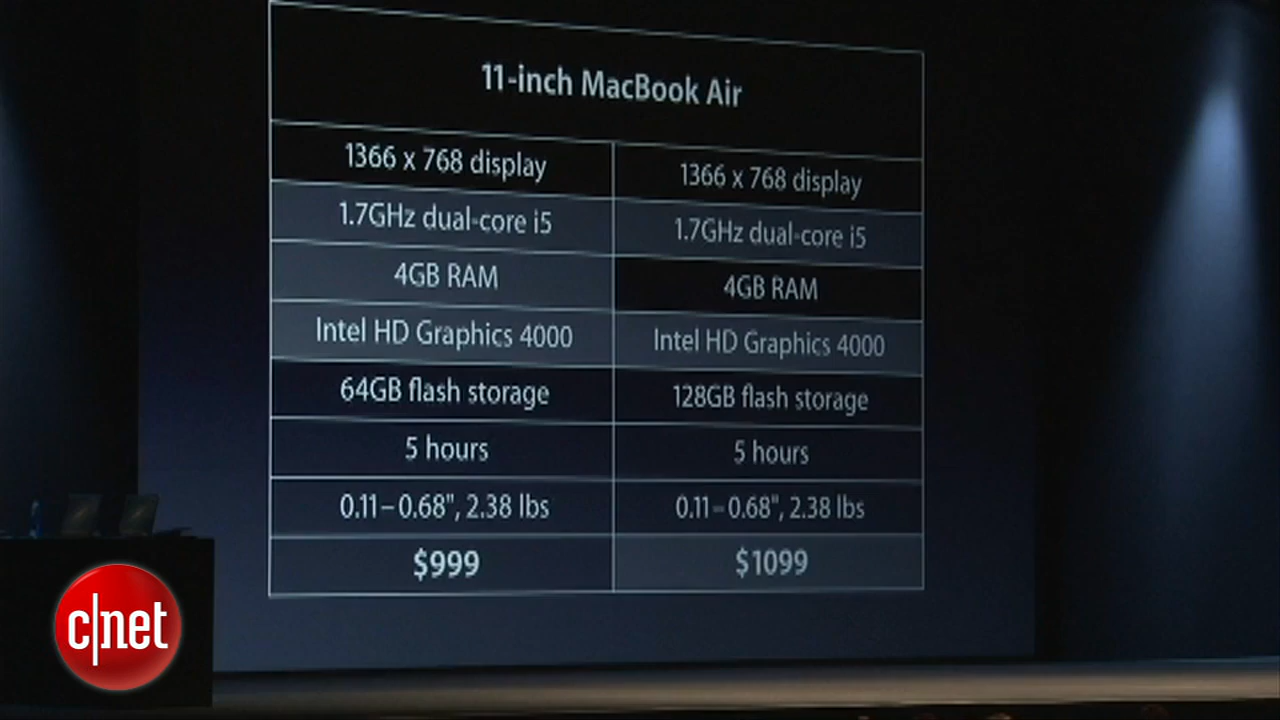 11-inch MacBook Air
1366 x 768 display
1366 x 768 display
1.7GHz dual-core i5
1.7GHz dual-core i5
4GB RAM
4GB RAM
Intel HD Graphics 4000
Intel HD Graphics 4000
64GB flash storage
128GB flash storage
5 hours
5 hours
0.11–0.68", 2.38 lbs
0.11–0.68", 2.38 lbs
$999
$1099
c|net